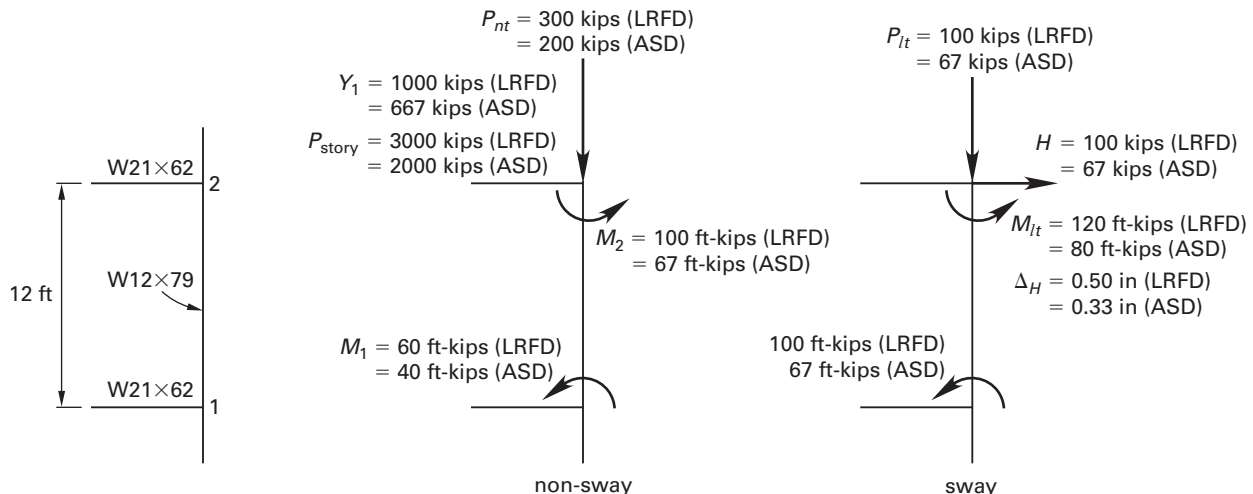 W21×62
2
12 ft
W12×79
W21×62
1
P_nt = 300 kips (LRFD)
= 200 kips (ASD)
Y_1 = 1000 kips (LRFD)
= 667 kips (ASD)
P_story = 3000 kips (LRFD)
= 2000 kips (ASD)
M_2 = 100 ft-kips (LRFD)
= 67 ft-kips (ASD)
M_1 = 60 ft-kips (LRFD)
= 40 ft-kips (ASD)
non-sway
P_lt = 100 kips (LRFD)
= 67 kips (ASD)
H = 100 kips (LRFD)
= 67 kips (ASD)
M_lt = 120 ft-kips (LRFD)
= 80 ft-kips (ASD)
Δ_H = 0.50 in (LRFD)
= 0.33 in (ASD)
100 ft-kips (LRFD)
67 ft-kips (ASD)
sway